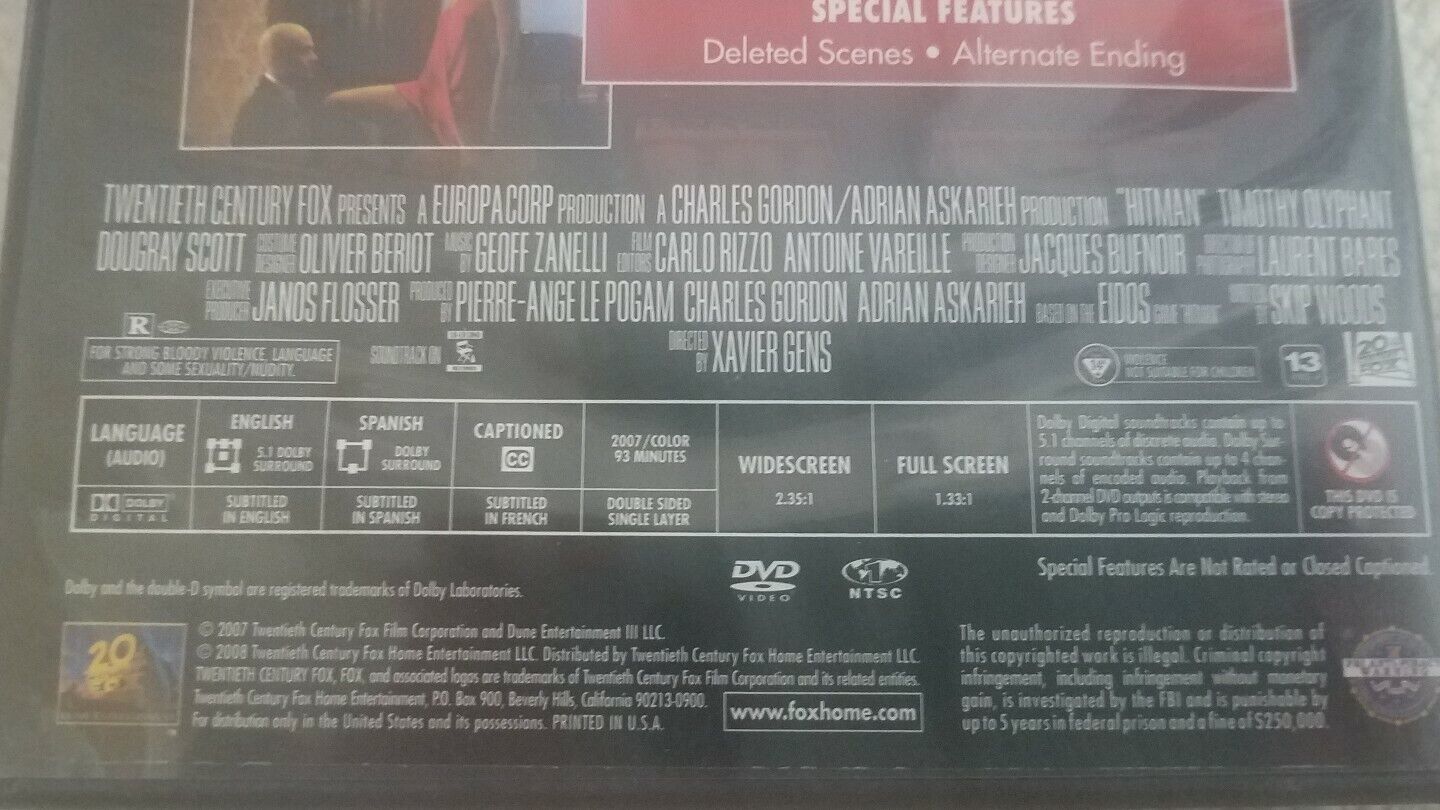 SPECIAL FEATURES
Deleted Scenes • Alternate Ending
TWENTIETH CENTURY FOX PRESENTS A EUROPACORP PRODUCTION A CHARLES GORDON/ADRIAN ASKARIEH PRODUCTION "HITMAN" TIMOTHY OLYPHANT
DOUGRAY SCOTT COSTUME DESIGNER OLIVIER BERIOT MUSIC BY GEOFF ZANELLI FILM EDITORS CARLO RIZZO ANTOINE VAREILLE PRODUCTION DESIGNER JACQUES BUFNOIR DIRECTOR OF PHOTOGRAPHY LAURENT BARES
EXECUTIVE PRODUCER JANOS FLOSSER PRODUCED BY PIERRE-ANGE LE POGAM CHARLES GORDON ADRIAN ASKARIEH BASED ON THE EIDOS GAME "HITMAN" WRITTEN BY SKIP WOODS
R
FOR STRONG BLOODY VIOLENCE, LANGUAGE
AND SOME SEXUALITY/NUDITY.
SOUNDTRACK ON
DIRECTED BY XAVIER GENS
VIOLENCE
NOT SUITABLE FOR CHILDREN
13
20
FOX
LANGUAGE
(AUDIO)
DOLBY
DIGITAL
ENGLISH
5.1 DOLBY
SURROUND
SUBTITLED
IN ENGLISH
SPANISH
DOLBY
SURROUND
SUBTITLED
IN SPANISH
CAPTIONED
CC
SUBTITLED
IN FRENCH
2007/COLOR
93 MINUTES
DOUBLE SIDED
SINGLE LAYER
WIDESCREEN
2.35:1
FULL SCREEN
1.33:1
Dolby Digital soundtracks contain up to
5.1 channels of discrete audio. Dolby Sur-
round soundtracks contain up to 4 chan-
nels of encoded audio. Playback from
2-channel DVD outputs is compatible with stereo
and Dolby Pro Logic reproduction.
THIS DVD IS
COPY PROTECTED
Dolby and the double-D symbol are registered trademarks of Dolby Laboratories.
DVD
VIDEO
NTSC
Special Features Are Not Rated or Closed Captioned.
20
© 2007 Twentieth Century Fox Film Corporation and Dune Entertainment III LLC.
© 2008 Twentieth Century Fox Home Entertainment LLC. Distributed by Twentieth Century Fox Home Entertainment LLC.
TWENTIETH CENTURY FOX, FOX, and associated logos are trademarks of Twentieth Century Fox Film Corporation and its related entities.
Twentieth Century Fox Home Entertainment, P.O. Box 900, Beverly Hills, California 90213-0900.
For distribution only in the United States and its possessions. PRINTED IN U.S.A.
www.foxhome.com
The unauthorized reproduction or distribution of
this copyrighted work is illegal. Criminal copyright
infringement, including infringement without monetary
gain, is investigated by the FBI and is punishable by
up to 5 years in federal prison and a fine of $250,000.